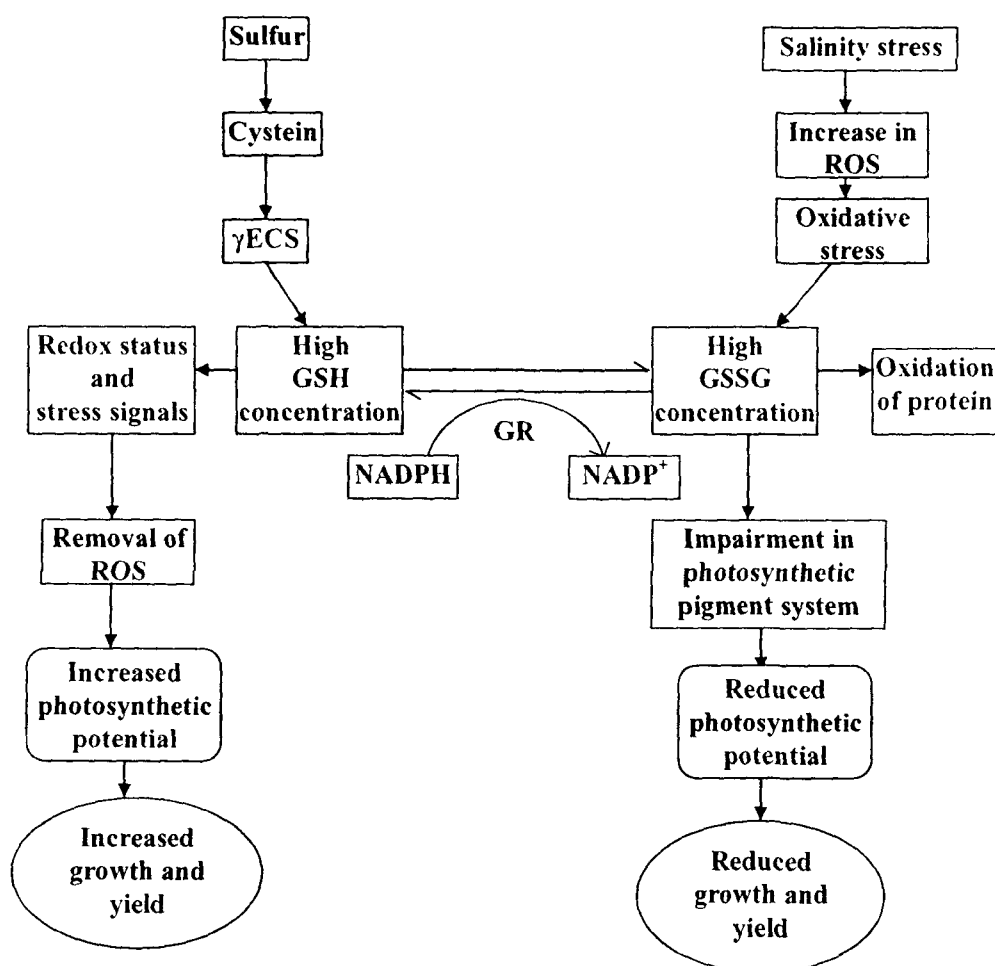 Sulfur
Cystein
γECS
High
GSH
concentration
Redox status
and
stress signals
Removal of
ROS
Increased
photosynthetic
potential
Increased
growth and
yield
NADPH
GR
NADP+
Salinity stress
Increase in
ROS
Oxidative
stress
High
GSSG
concentration
Oxidation
of protein
Impairment in
photosynthetic
pigment system
Reduced
photosynthetic
potential
Reduced
growth and
yield